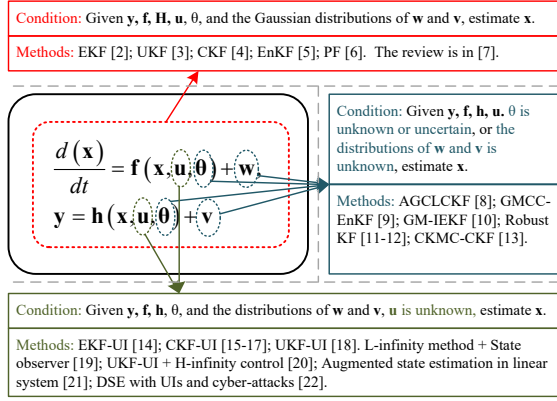 Condition: Given y, f, H, u, θ, and the Gaussian distributions of w and v, estimate x.
Methods: EKF [2]; UKF [3]; CKF [4]; EnKF [5]; PF [6]. The review is in [7].
d(x)/dt = f(x,u,θ)+w,
y = h(x,u,θ)+v
Condition: Given y, f, h, u. θ is
unknown or uncertain, or the
distributions of w and v is
unknown, estimate x.
Methods: AGCLCKF [8]; GMCC-
EnKF [9]; GM-IEKF [10]; Robust
KF [11-12]; CKMC-CKF [13].
Condition: Given y, f, h, θ, and the distributions of w and v, u is unknown, estimate x.
Methods: EKF-UI [14]; CKF-UI [15-17]; UKF-UI [18]. L-infinity method + State
observer [19]; UKF-UI + H-infinity control [20]; Augmented state estimation in linear
system [21]; DSE with UIs and cyber-attacks [22].